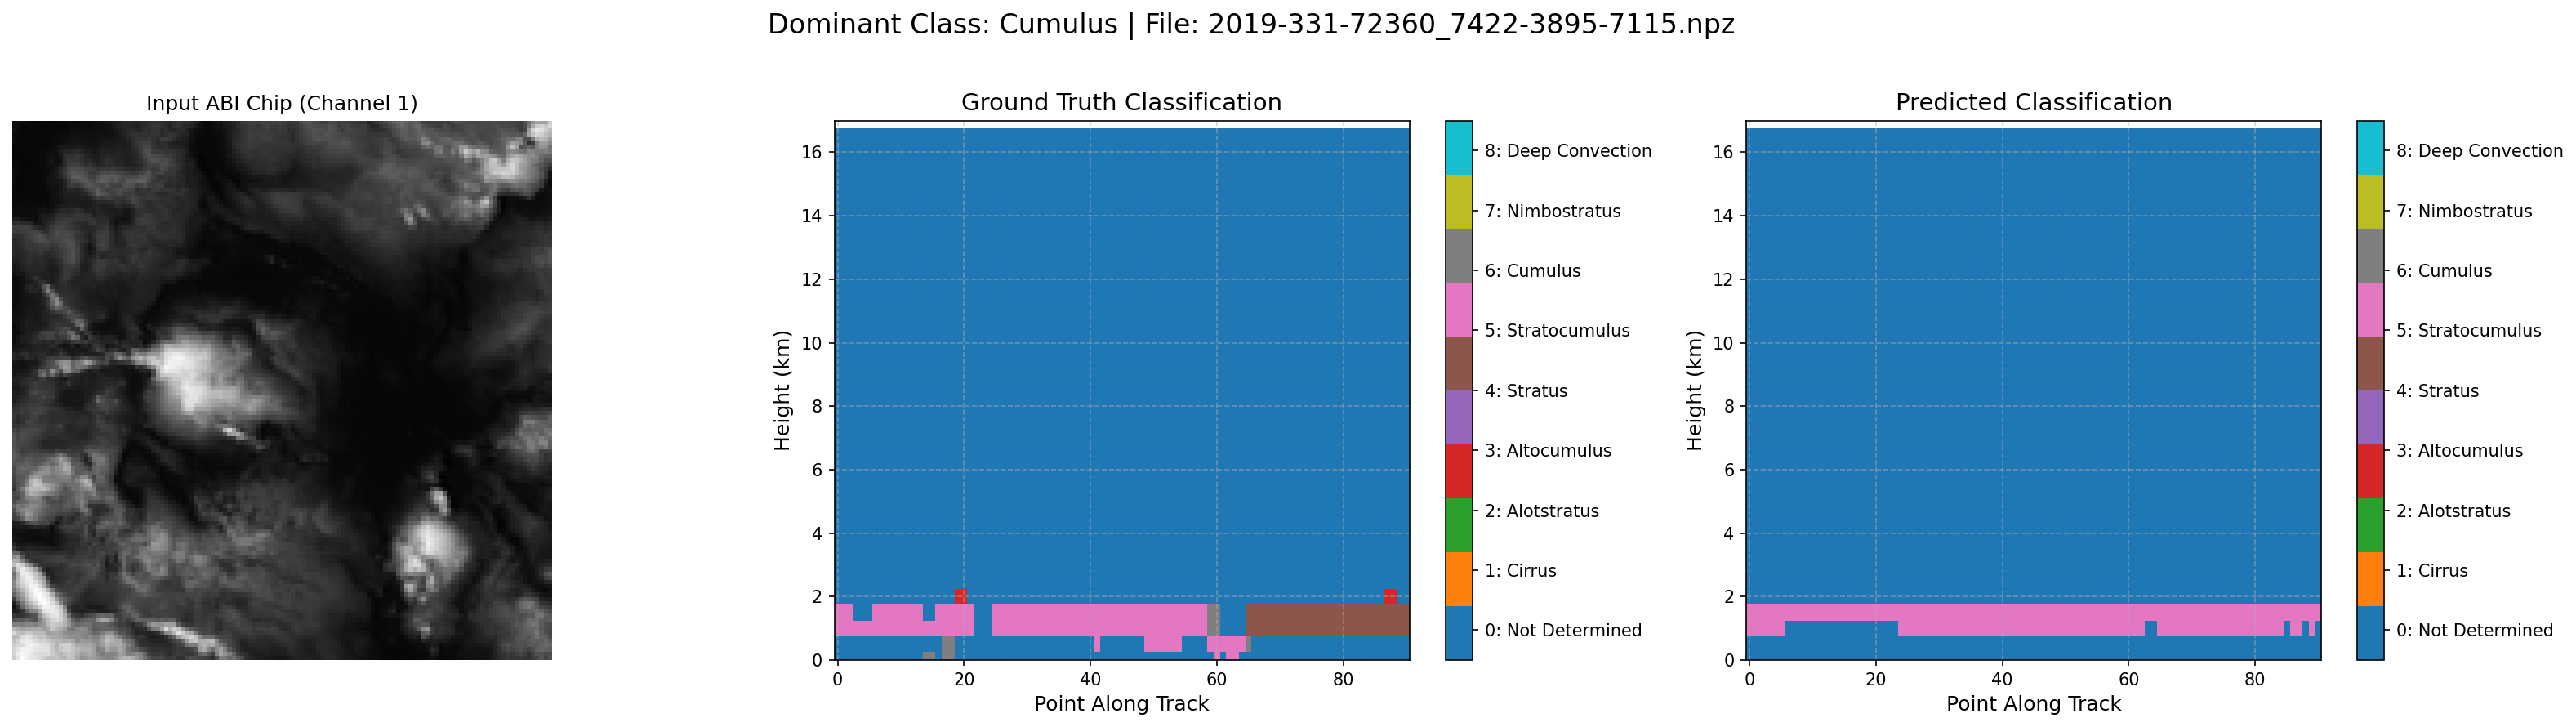 Dominant Class: Cumulus | File: 2019-331-72360_7422-3895-7115.npz
Input ABI Chip (Channel 1)
Ground Truth Classification
Height (km)
16
14
12
10
8
6
4
2
0
0 20 40 60 80
Point Along Track
8: Deep Convection
7: Nimbostratus
6: Cumulus
5: Stratocumulus
4: Stratus
3: Altocumulus
2: Alotstratus
1: Cirrus
0: Not Determined
Predicted Classification
Height (km)
16
14
12
10
8
6
4
2
0
0 20 40 60 80
Point Along Track
8: Deep Convection
7: Nimbostratus
6: Cumulus
5: Stratocumulus
4: Stratus
3: Altocumulus
2: Alotstratus
1: Cirrus
0: Not Determined